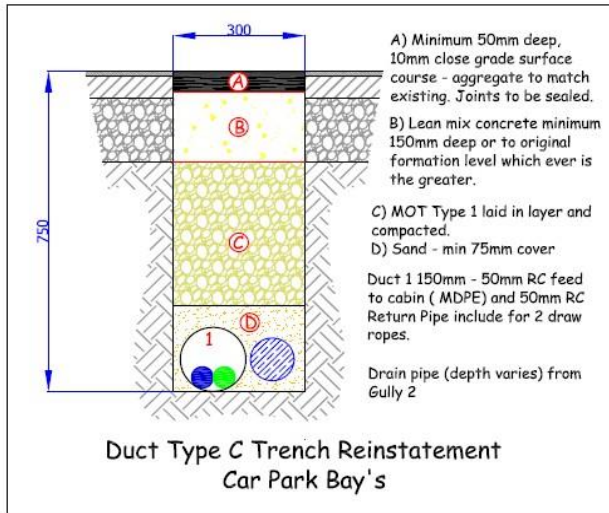 300
750
A
B
C
D
1
A) Minimum 50mm deep,
10mm close grade surface
course - aggregate to match
existing. Joints to be sealed.
B) Lean mix concrete minimum
150mm deep or to original
formation level which ever is
the greater.
C) MOT Type 1 laid in layer and
compacted.
D) Sand - min 75mm cover
Duct 1 150mm - 50mm RC feed
to cabin ( MDPE) and 50mm RC
Return Pipe include for 2 draw
ropes.
Drain pipe (depth varies) from
Gully 2
Duct Type C Trench Reinstatement
Car Park Bay's